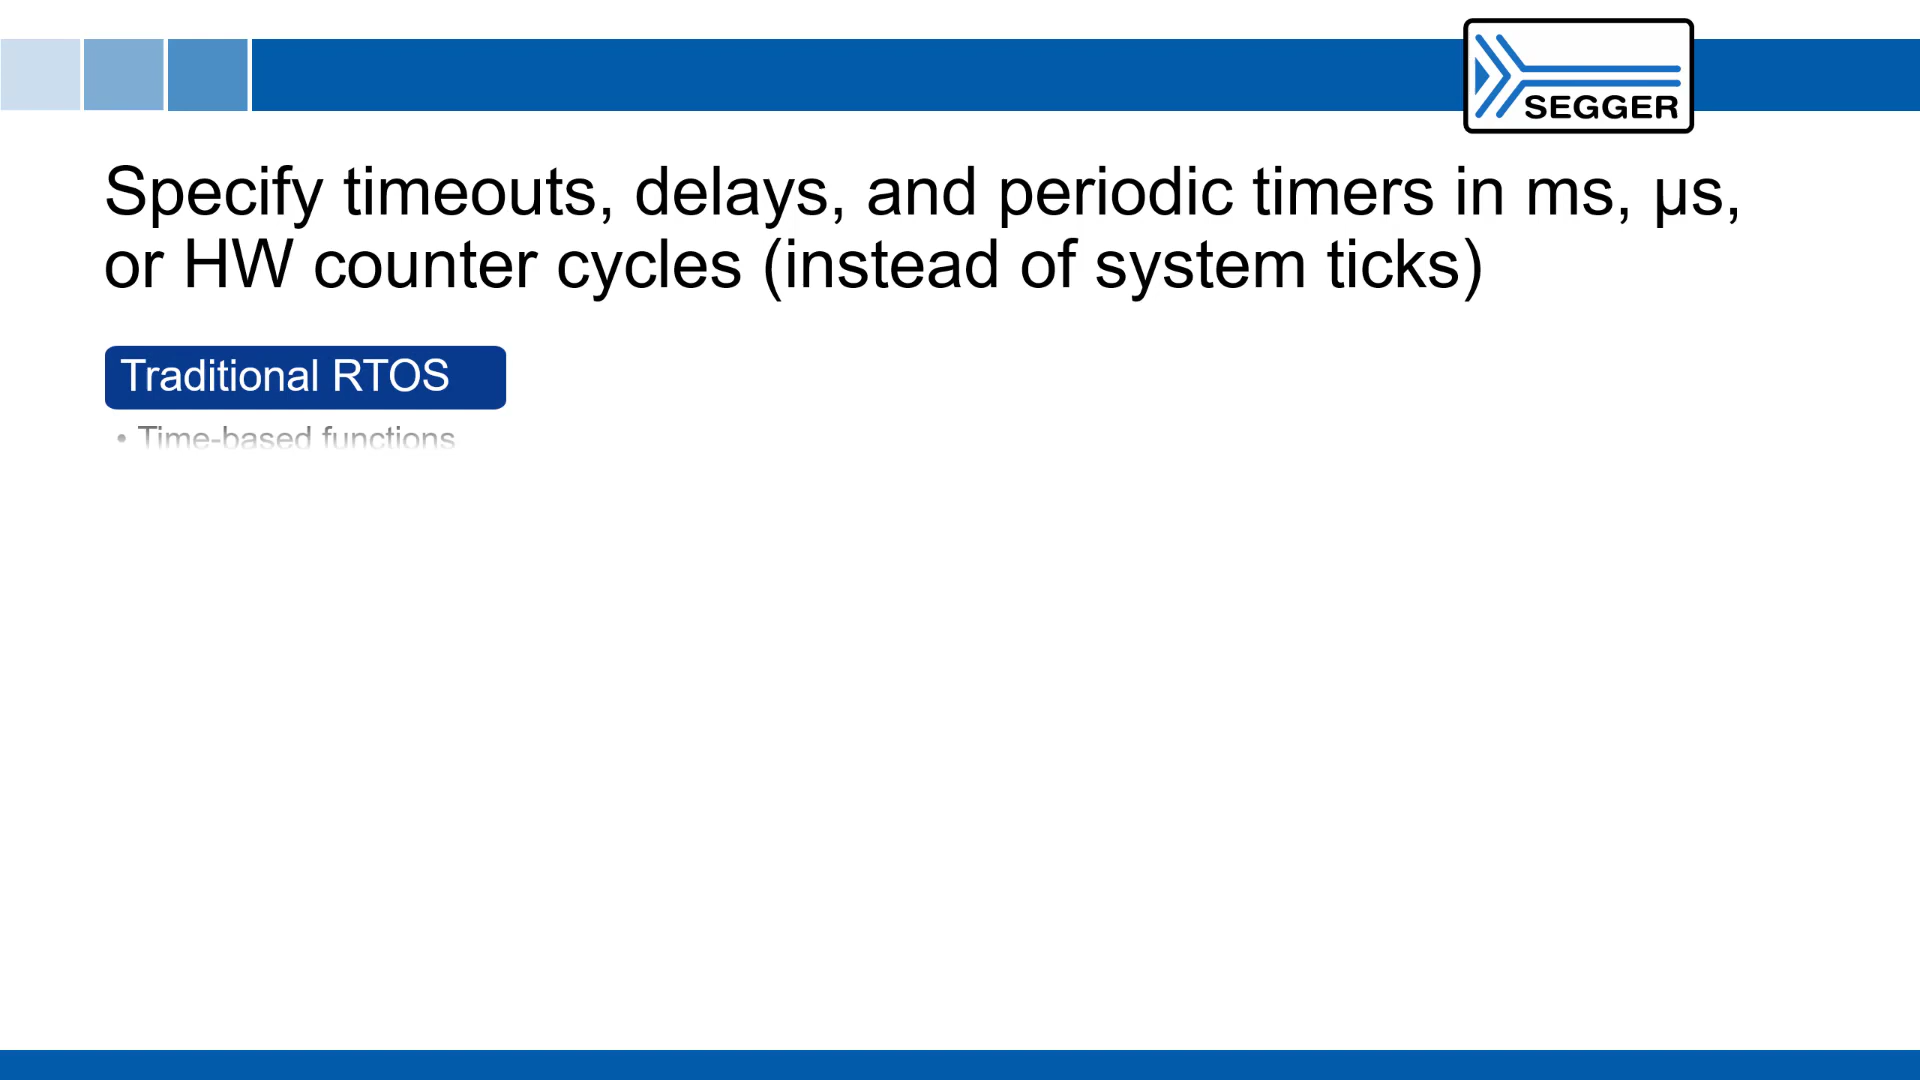 SEGGER
Specify timeouts, delays, and periodic timers in ms, µs,
or HW counter cycles (instead of system ticks)
Traditional RTOS
• Time-based functions